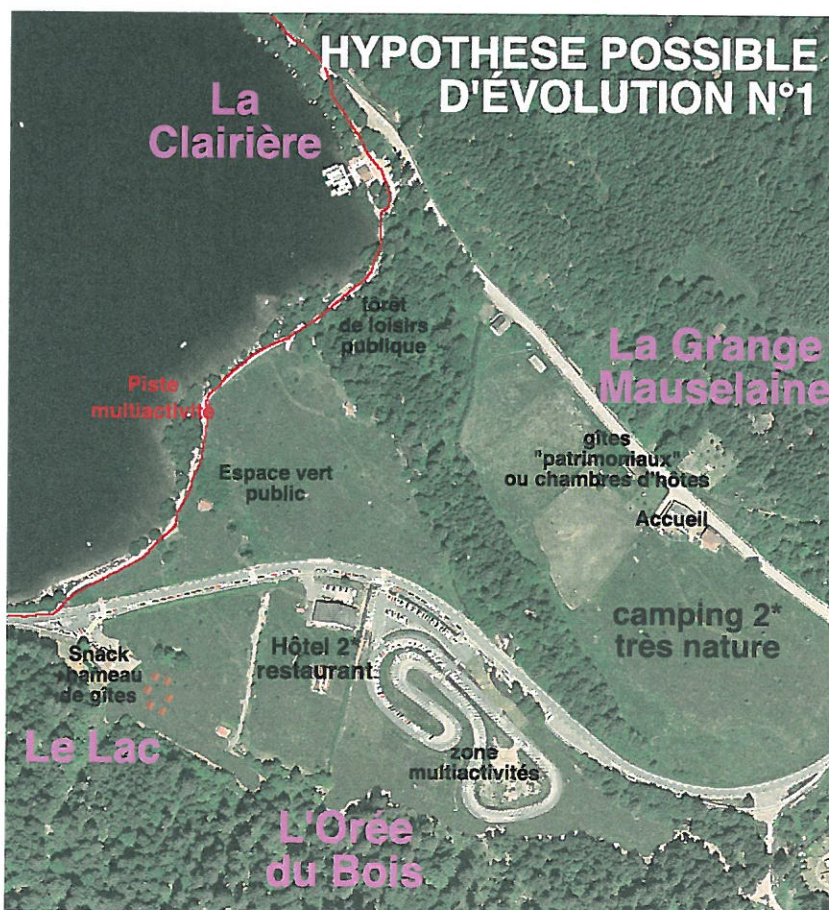 HYPOTHESE POSSIBLE
D'ÉVOLUTION N°1
La
Clairière
forêt
de loisirs
publique
La Grange
Mauselaine
Piste
multiactivité
gîtes
"patrimoniaux"
ou chambres d'hôtes
Espace vert
public
Accueil
camping 2*
très nature
Hôtel 2*
restaurant
Snack
hameau
de gîtes
Le Lac
zone
multiactivités
L'Orée
du Bois